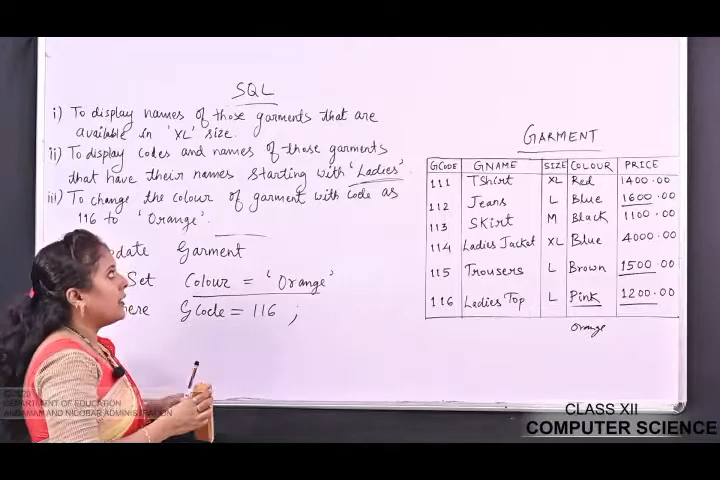 SQL
i) To display names of those garments that are
available in 'XL' size.
ii) To display codes and names of those garments
that have their names starting with 'Ladies'.
iii) To change the colour of garment with code as
116 to 'Orange'.
date Garment
Set Colour = 'Orange'
ere GCode = 116 ;
GARMENT
GCODE GNAME SIZE COLOUR PRICE
111 TShirt XL Red 1400.00
112 Jeans L Blue 1600.00
113 SKirt M Black 1100.00
114 Ladies Jacket XL Blue 4000.00
115 Trousers L Brown 1500.00
116 Ladies Top L Pink 1200.00
Orange
DEPARTMENT OF EDUCATION
ANDAMAN AND NICOBAR ADMINISTRATION
CLASS XII
COMPUTER SCIENCE